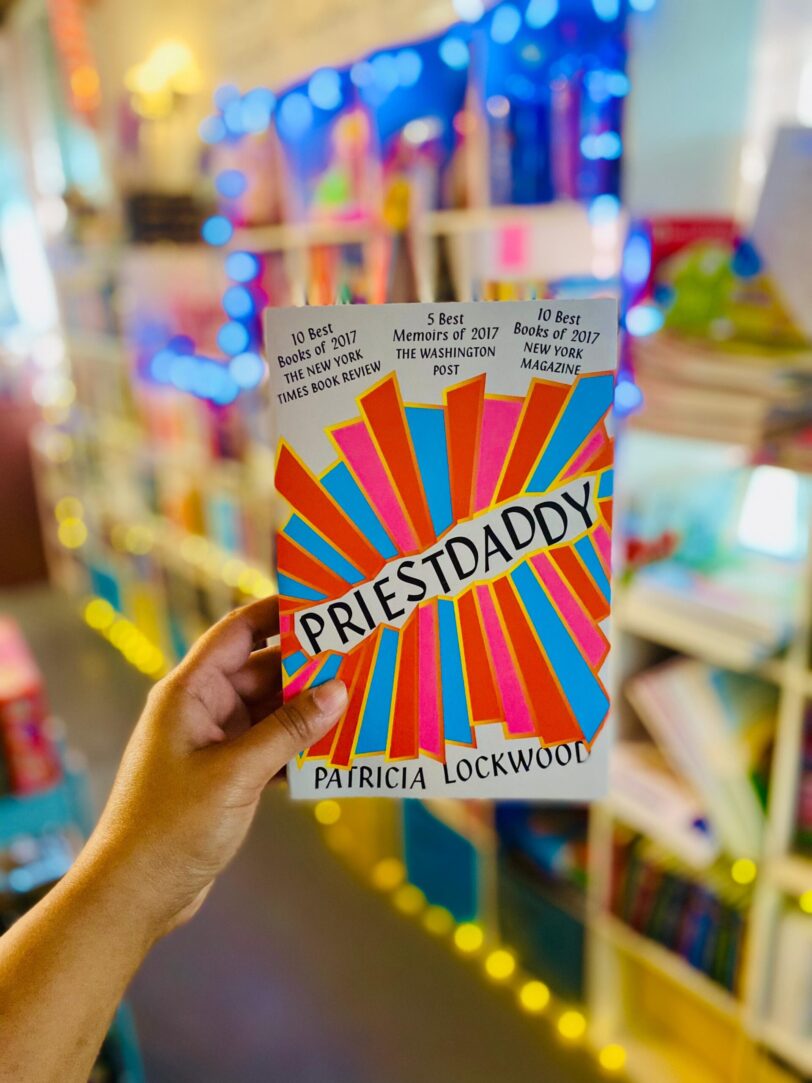 10 Best
Books of 2017
THE NEW YORK
TIMES BOOK REVIEW
5 Best
Memoirs of 2017
THE WASHINGTON
POST
10 Best
Books of 2017
NEW YORK
MAGAZINE
PRIESTDADDY
PATRICIA LOCKWOOD